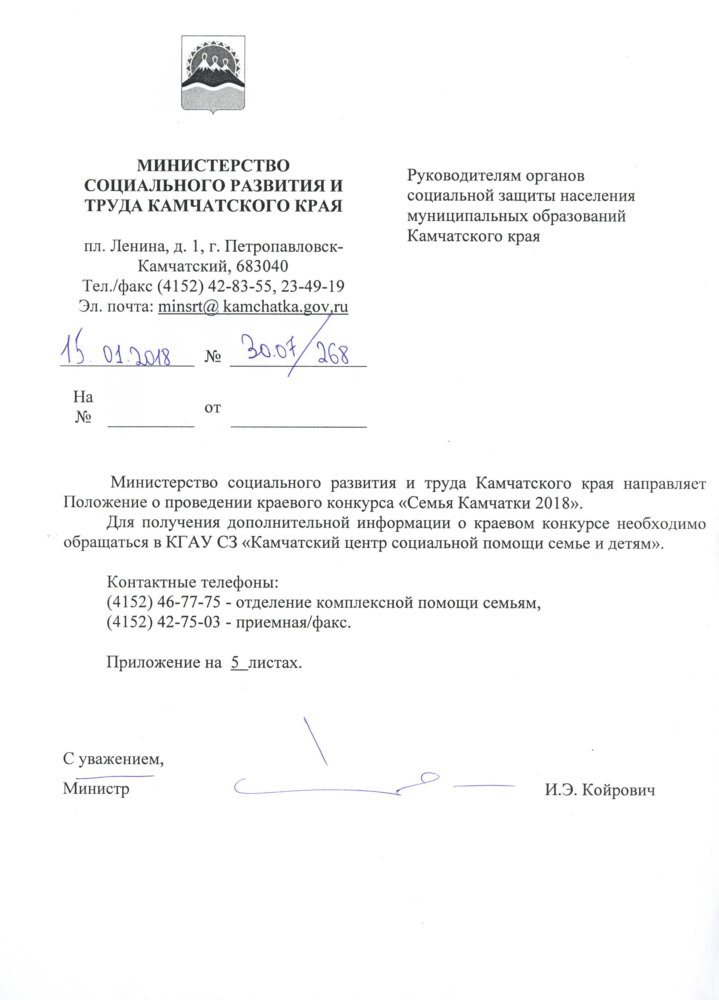 МИНИСТЕРСТВО
СОЦИАЛЬНОГО РАЗВИТИЯ И
ТРУДА КАМЧАТСКОГО КРАЯ
пл. Ленина, д. 1, г. Петропавловск-
Камчатский, 683040
Тел./факс (4152) 42-83-55, 23-49-19
Эл. почта: minsrt@ kamchatka.gov.ru
15. 01.2018 № 30.07/268
На
№ от
Руководителям органов
социальной защиты населения
муниципальных образований
Камчатского края
Министерство социального развития и труда Камчатского края направляет
Положение о проведении краевого конкурса «Семья Камчатки 2018».
Для получения дополнительной информации о краевом конкурсе необходимо
обращаться в КГАУ СЗ «Камчатский центр социальной помощи семье и детям».
Контактные телефоны:
(4152) 46-77-75 - отделение комплексной помощи семьям,
(4152) 42-75-03 - приемная/факс.
Приложение на 5 листах.
С уважением,
Министр И.Э. Койрович